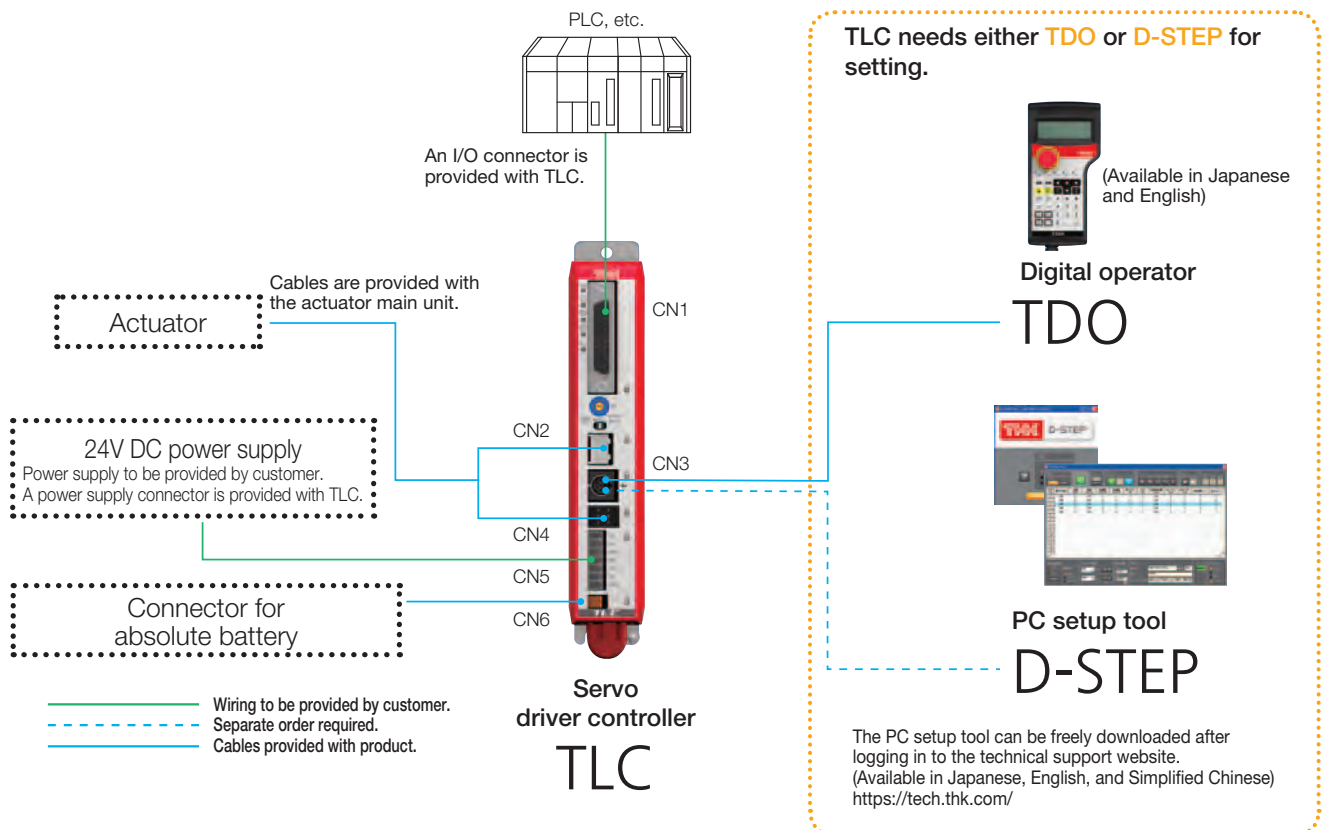 PLC, etc.
An I/O connector is
provided with TLC.
Cables are provided with
the actuator main unit.
Actuator
24V DC power supply
Power supply to be provided by customer.
A power supply connector is provided with TLC.
Connector for
absolute battery
CN1
CN2
CN3
CN4
CN5
CN6
Wiring to be provided by customer.
Separate order required.
Cables provided with product.
Servo
driver controller
TLC
TLC needs either TDO or D-STEP for
setting.
(Available in Japanese
and English)
Digital operator
TDO
THK D-STEP
PC setup tool
D-STEP
The PC setup tool can be freely downloaded after
logging in to the technical support website.
(Available in Japanese, English, and Simplified Chinese)
https://tech.thk.com/